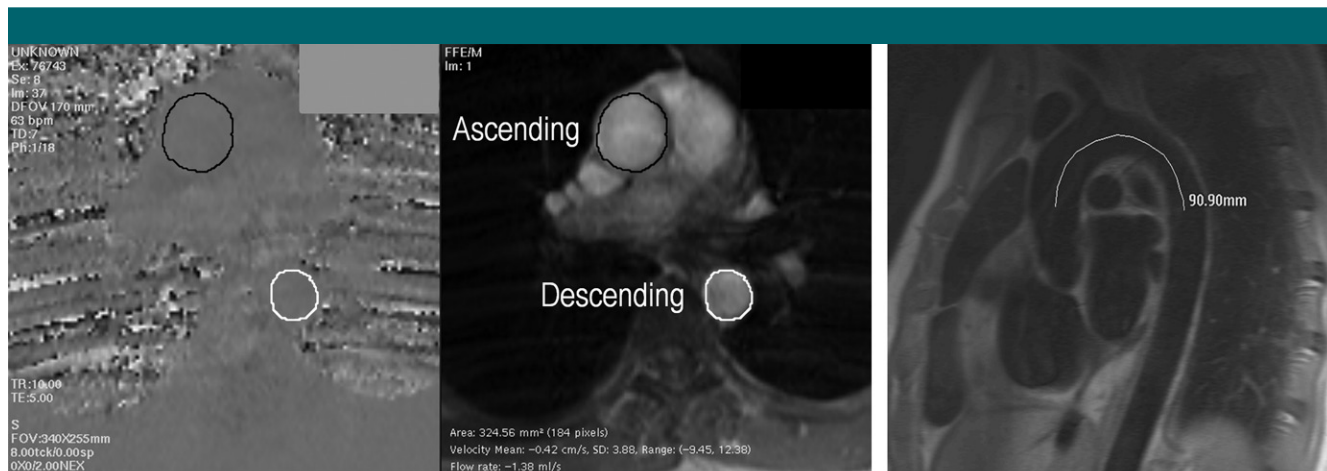 UNKNOWN
Ex: 76743
Se: 8
Im: 37
DFOV 170 mm
63 bpm
TD:7
Ph:1/18
TR:10.00
TE:5.00
S
FOV:340X255mm
8.00tck/0.00sp
0X0/2.00NEX
FFE/M
Im: 1
Ascending
Descending
Area: 324.56 mm² (184 pixels)
Velocity Mean: −0.42 cm/s, SD: 3.88, Range: (−9.45, 12.38)
Flow rate: −1.38 ml/s
90.90mm